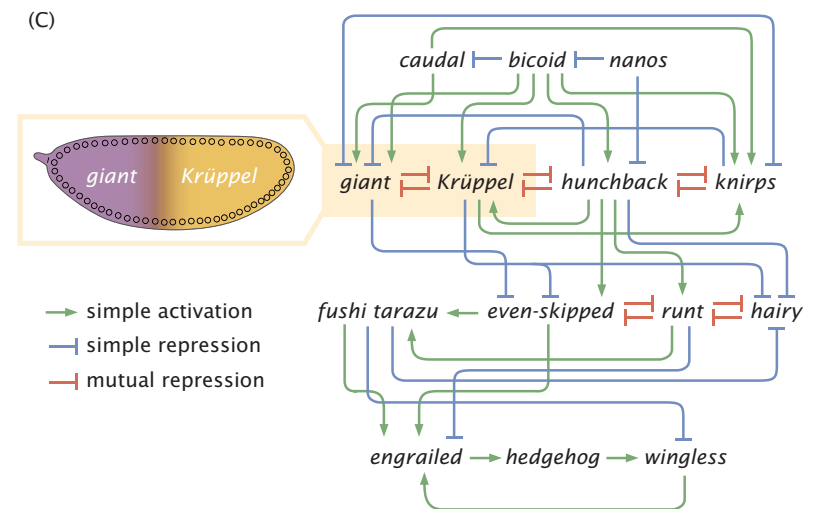 (C)
caudal bicoid nanos
giant Krüppel
giant Krüppel hunchback knirps
simple activation
simple repression
mutual repression
fushi tarazu even-skipped runt hairy
engrailed hedgehog wingless